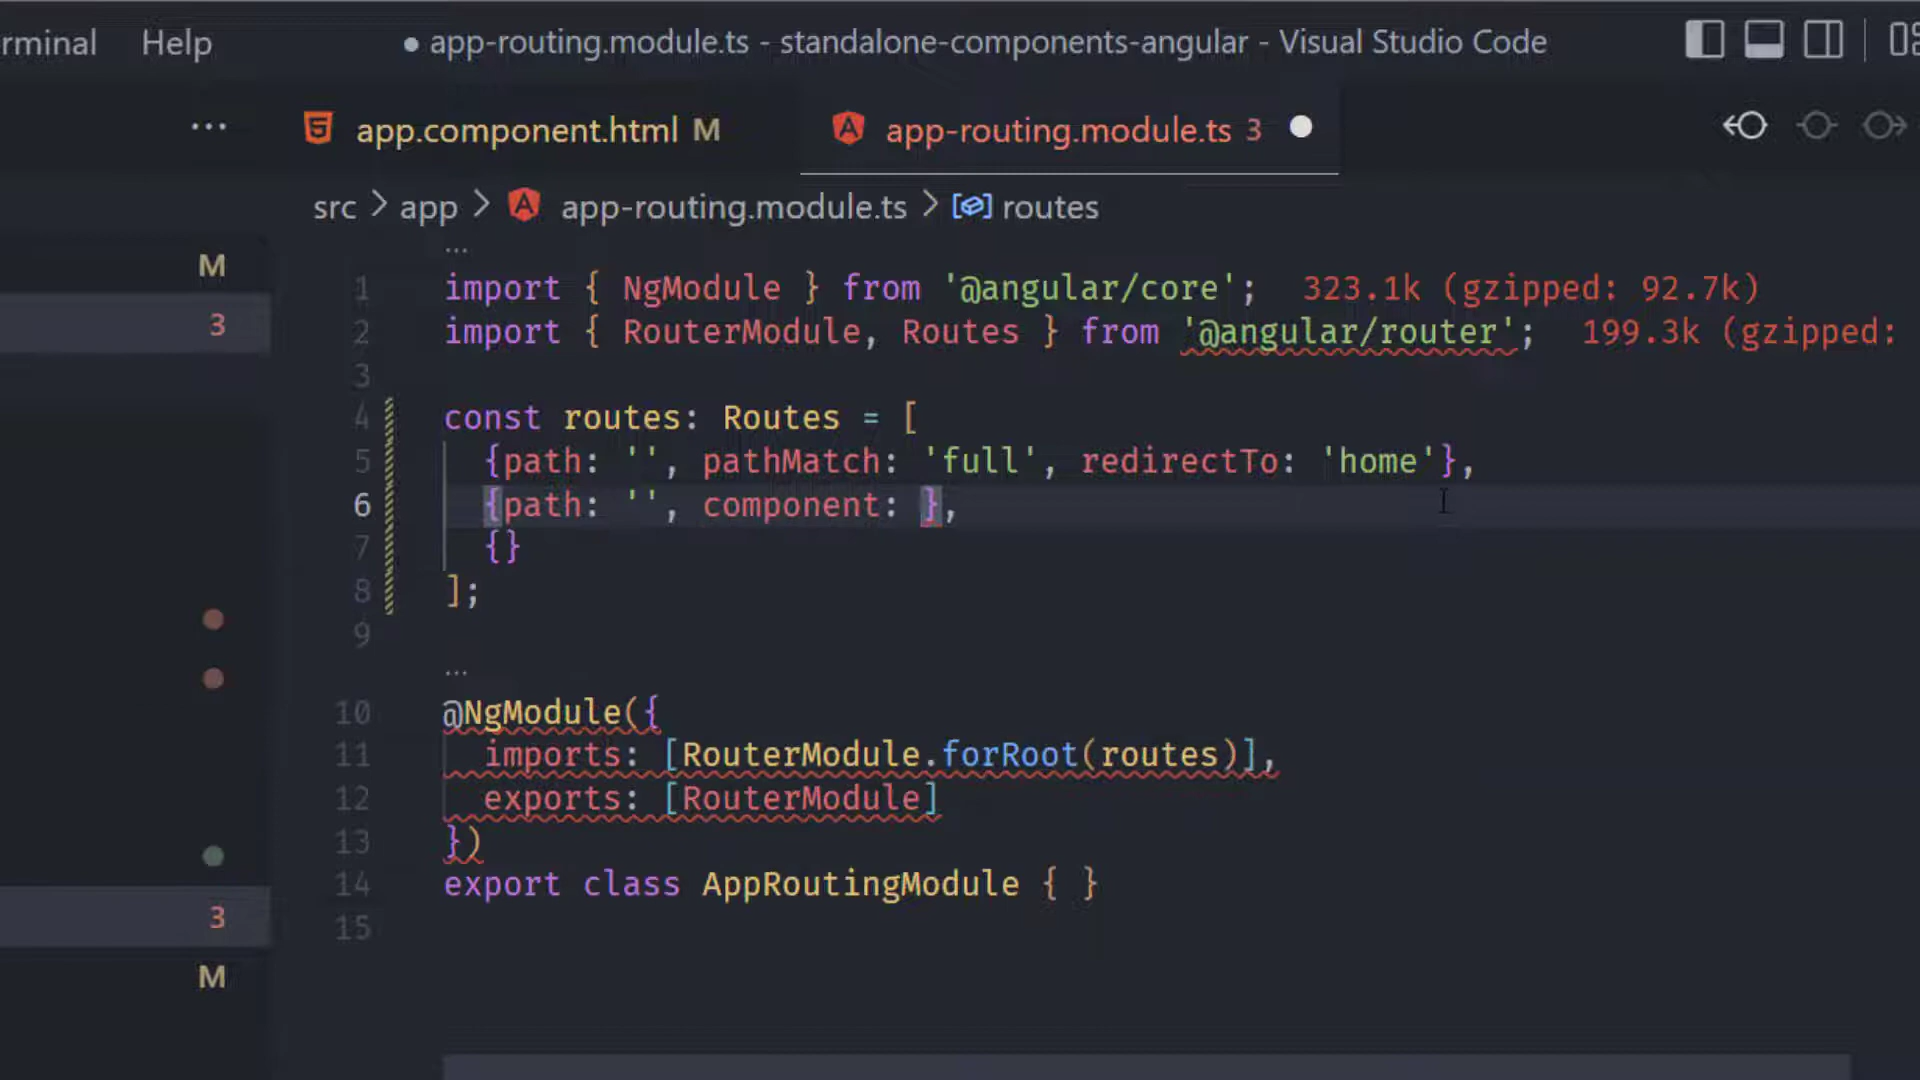 rminal Help ● app-routing.module.ts - standalone-components-angular - Visual Studio Code
... app.component.html M app-routing.module.ts 3
src > app > app-routing.module.ts > routes
...
M
3
1 import { NgModule } from '@angular/core'; 323.1k (gzipped: 92.7k)
2 import { RouterModule, Routes } from '@angular/router'; 199.3k (gzipped:
3
4 const routes: Routes = [
5 {path: '', pathMatch: 'full', redirectTo: 'home'},
6 {path: '', component: },
7 {}
8 ];
9
...
10 @NgModule({
11 imports: [RouterModule.forRoot(routes)],
12 exports: [RouterModule]
13 })
14 export class AppRoutingModule { }
15
3
M